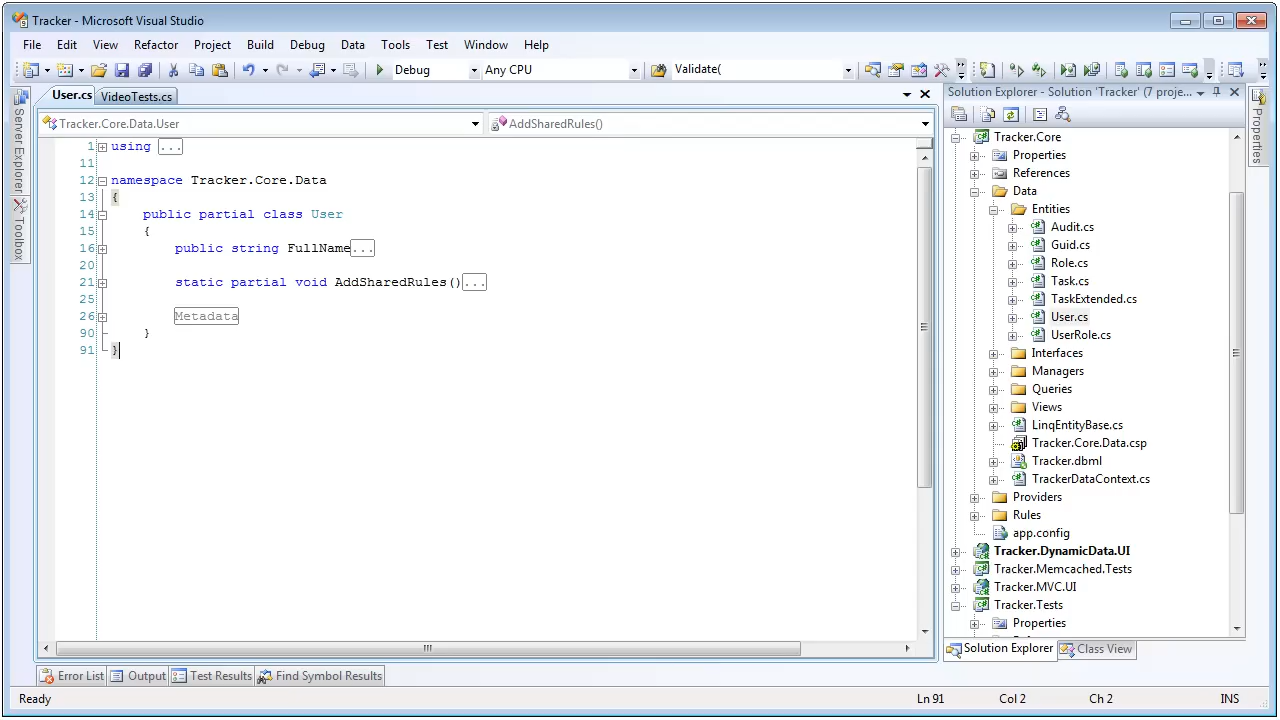 Tracker - Microsoft Visual Studio
File Edit View Refactor Project Build Debug Data Tools Test Window Help
Debug Any CPU Validate(
Server Explorer
Toolbox
User.cs VideoTests.cs
Tracker.Core.Data.User AddSharedRules()
1 using ...
11
12 namespace Tracker.Core.Data
13 {
14 public partial class User
15 {
16 public string FullName...
20
21 static partial void AddSharedRules()...
25
26 Metadata
90 }
91 }
Solution Explorer - Solution 'Tracker' (7 proje...
Tracker.Core
Properties
References
Data
Entities
Audit.cs
Guid.cs
Role.cs
Task.cs
TaskExtended.cs
User.cs
UserRole.cs
Interfaces
Managers
Queries
Views
LinqEntityBase.cs
Tracker.Core.Data.csp
Tracker.dbml
TrackerDataContext.cs
Providers
Rules
app.config
Tracker.DynamicData.UI
Tracker.Memcached.Tests
Tracker.MVC.UI
Tracker.Tests
Properties
Solution Explorer Class View
Properties
Error List Output Test Results Find Symbol Results
Ready Ln 91 Col 2 Ch 2 INS